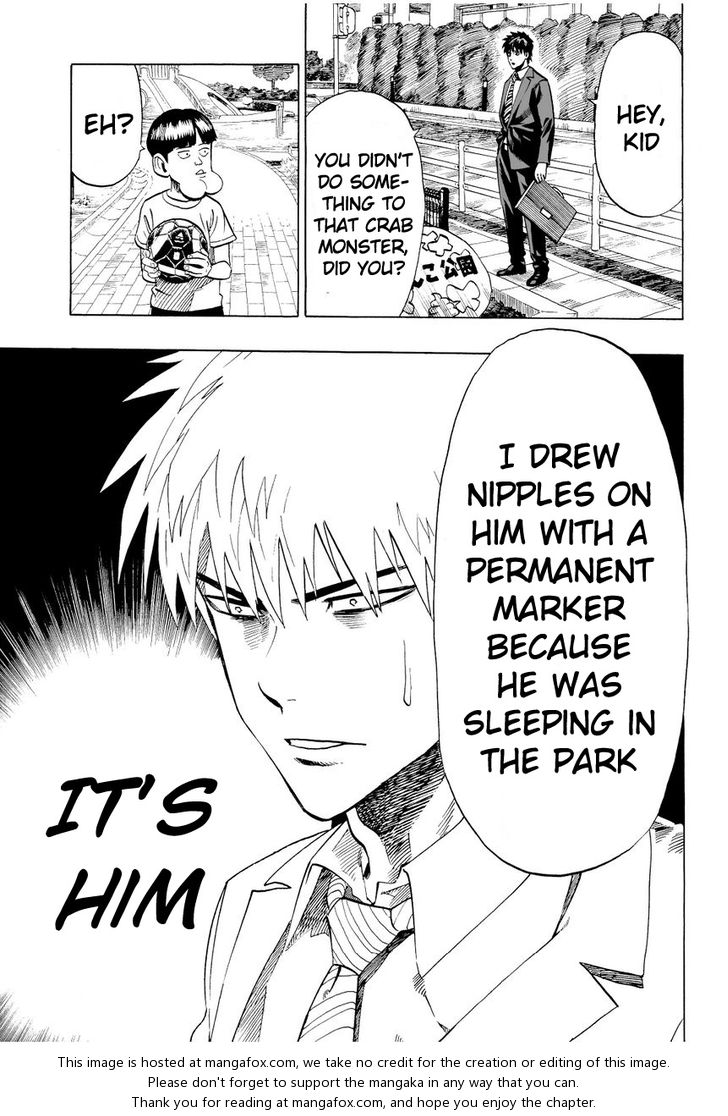 HEY,
KID
YOU DIDN'T
DO SOME-
THING TO
THAT CRAB
MONSTER,
DID YOU?
こ公園
EH?
I DREW
NIPPLES ON
HIM WITH A
PERMANENT
MARKER
BECAUSE
HE WAS
SLEEPING IN
THE PARK
IT'S
HIM
This image is hosted at mangafox.com, we take no credit for the creation or editing of this image.
Please don't forget to support the mangaka in any way that you can.
Thank you for reading at mangafox.com, and hope you enjoy the chapter.